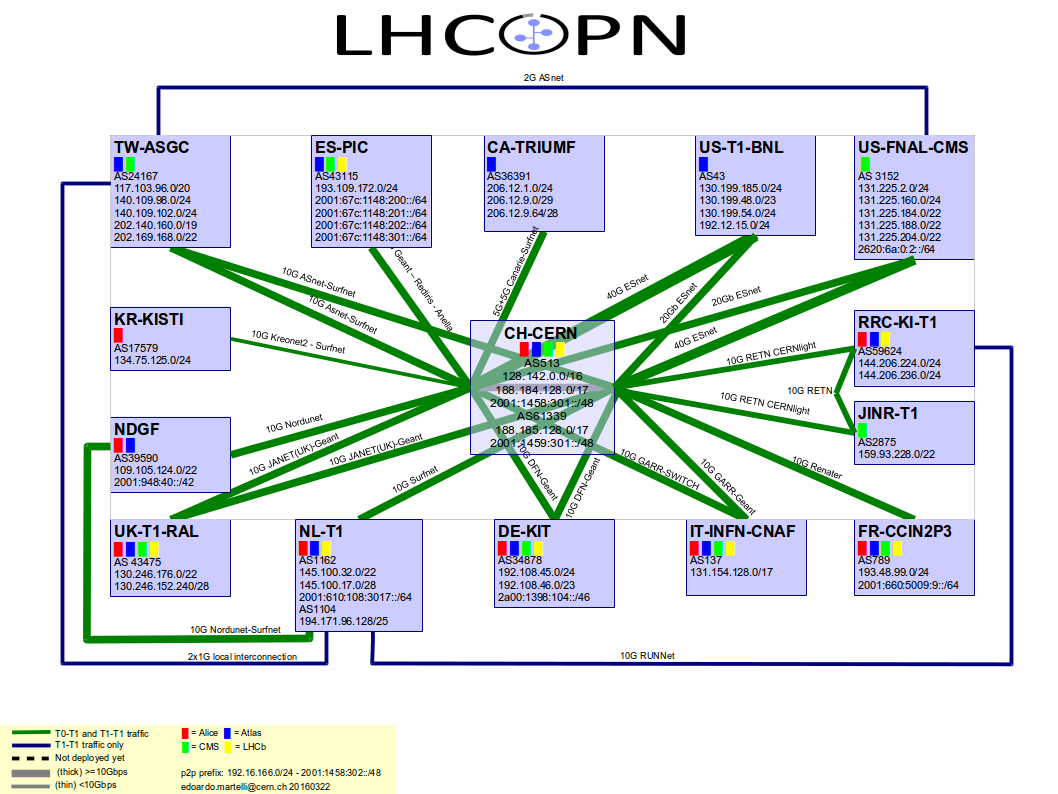 LHCOPN
2G ASnet
TW-ASGC
AS24167
117.103.96.0/20
140.109.98.0/24
140.109.102.0/24
202.140.160.0/19
202.169.168.0/22
ES-PIC
AS43115
193.109.172.0/24
2001:67c:1148:200::/64
2001:67c:1148:201::/64
2001:67c:1148:202::/64
2001:67c:1148:301::/64
CA-TRIUMF
AS36391
206.12.1.0/24
206.12.9.0/29
206.12.9.64/28
US-T1-BNL
AS43
130.199.185.0/24
130.199.48.0/23
130.199.54.0/24
192.12.15.0/24
US-FNAL-CMS
AS 3152
131.225.2.0/24
131.225.160.0/24
131.225.184.0/22
131.225.188.0/22
131.225.204.0/22
2620:6a:0:2::/64
10G ASnet-Surfnet
10G Asnet-Surfnet
Geant – Rediris - Anella
5G+5G Canarie-Surfnet
40G ESnet
20Gb ESnet
20Gb ESnet
40G ESnet
KR-KISTI
AS17579
134.75.125.0/24
10G Kreonet2 - Surfnet
CH-CERN
AS513
128.142.0.0/16
188.184.128.0/17
2001:1458:301::/48
AS61339
188.185.128.0/17
2001:1459:301::/48
10G RETN CERNlight
RRC-KI-T1
AS59624
144.206.224.0/24
144.206.236.0/24
10G RETN
10G RETN CERNlight
JINR-T1
AS2875
159.93.228.0/22
NDGF
AS39590
109.105.124.0/22
2001:948:40::/42
10G Nordunet
10G JANET(UK)-Geant
10G JANET(UK)-Geant
10G Surfnet
10G DFN-Geant
10G DFN-Geant
10G GARR-SWITCH
10G GARR-Geant
10G Renater
UK-T1-RAL
AS 43475
130.246.176.0/22
130.246.152.240/28
NL-T1
AS1162
145.100.32.0/22
145.100.17.0/28
2001:610:108:3017::/64
AS1104
194.171.96.128/25
DE-KIT
AS34878
192.108.45.0/24
192.108.46.0/23
2a00:1398:104::/46
IT-INFN-CNAF
AS137
131.154.128.0/17
FR-CCIN2P3
AS789
193.48.99.0/24
2001:660:5009:9::/64
10G Nordunet-Surfnet
2x1G local interconnection
10G RUNNet
T0-T1 and T1-T1 traffic
T1-T1 traffic only
Not deployed yet
(thick) >=10Gbps
(thin) <10Gbps
= Alice = Atlas
= CMS = LHCb
p2p prefix: 192.16.166.0/24 - 2001:1458:302::/48
edoardo.martelli@cern.ch 20160322